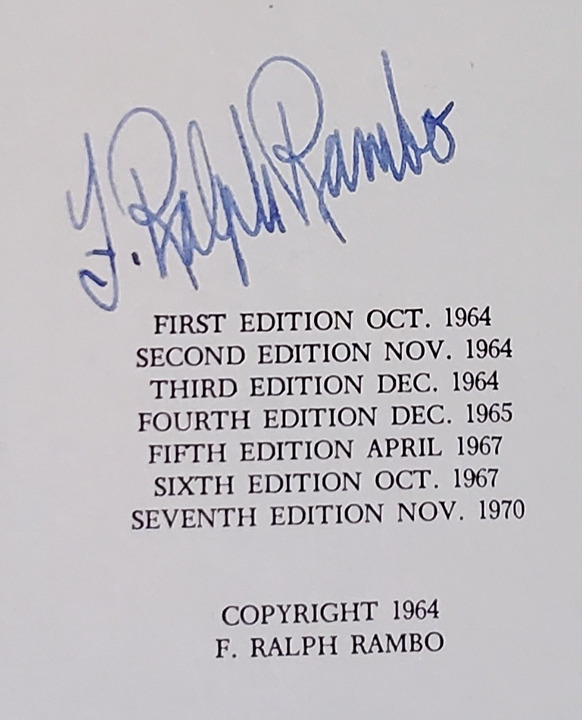 F. Ralph Rambo
FIRST EDITION OCT. 1964
SECOND EDITION NOV. 1964
THIRD EDITION DEC. 1964
FOURTH EDITION DEC. 1965
FIFTH EDITION APRIL 1967
SIXTH EDITION OCT. 1967
SEVENTH EDITION NOV. 1970
COPYRIGHT 1964
F. RALPH RAMBO